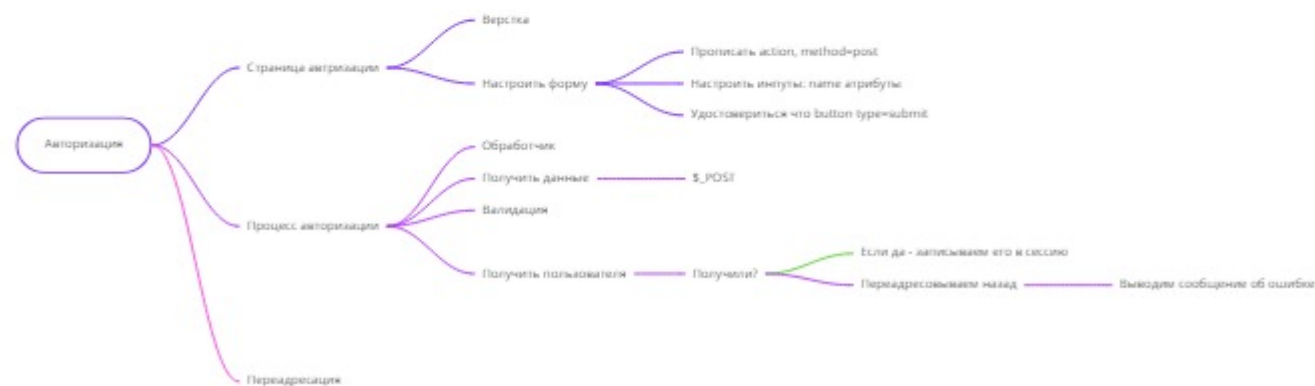 Авторизация
Страница автризации
Верстка
Настроить форму
Прописать action, method=post
Настроить инпуты: name атрибуты
Удостовериться что button type=submit
Процесс авторизации
Обработчик
Получить данные
$_POST
Валидация
Получить пользователя
Получили?
Если да - записываем его в сессию
Переадресовываем назад
Выводим сообщение об ошибке
Переадресация